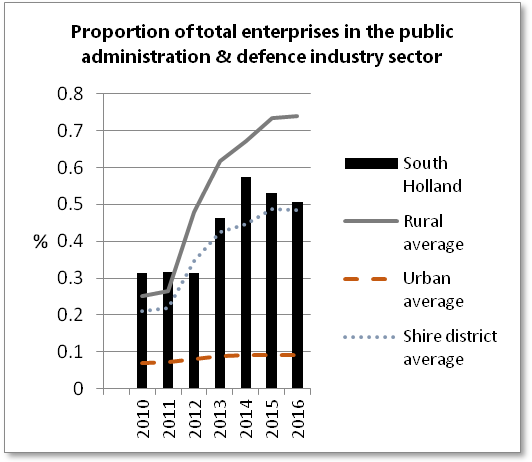 Proportion of total enterprises in the public
administration & defence industry sector
0.8
0.7
0.6
0.5
0.4
0.3
0.2
0.1
0
%
2010
2011
2012
2013
2014
2015
2016
South
Holland
Rural
average
Urban
average
Shire district
average